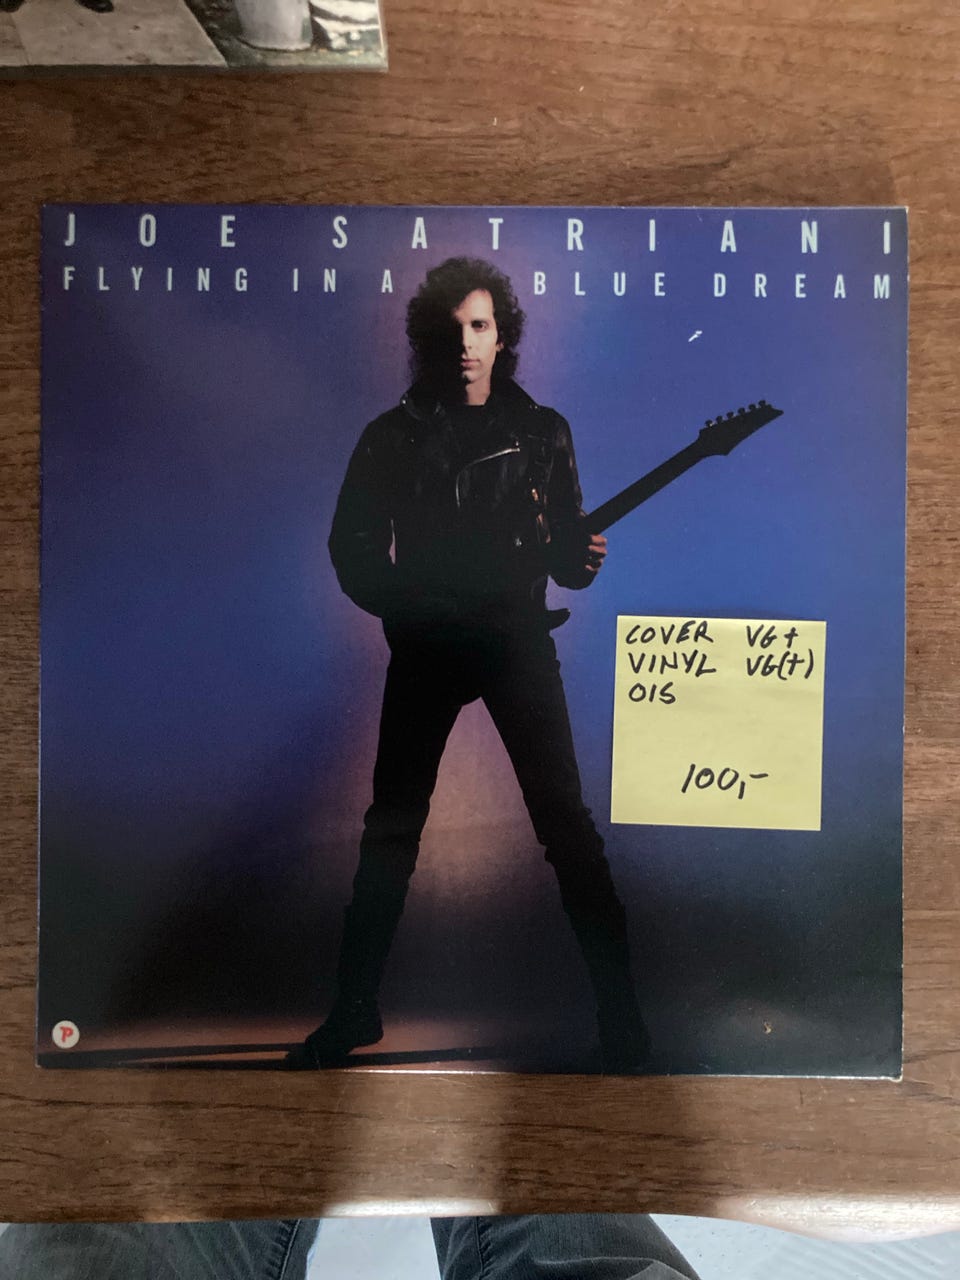 JOE SATRIANI
FLYING IN A BLUE DREAM
COVER VG+
VINYL VG(+)
OIS
100,-
P